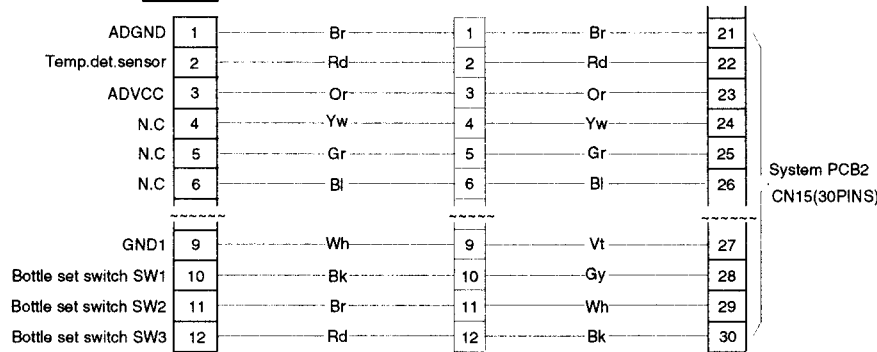 ADGND 1 Br 1 Br 21
Temp.det.sensor 2 Rd 2 Rd 22
ADVCC 3 Or 3 Or 23
N.C 4 Yw 4 Yw 24
N.C 5 Gr 5 Gr 25
N.C 6 Bl 6 Bl 26
System PCB2
CN15(30PINS)
GND1 9 Wh 9 Vt 27
Bottle set switch SW1 10 Bk 10 Gy 28
Bottle set switch SW2 11 Br 11 Wh 29
Bottle set switch SW3 12 Rd 12 Bk 30